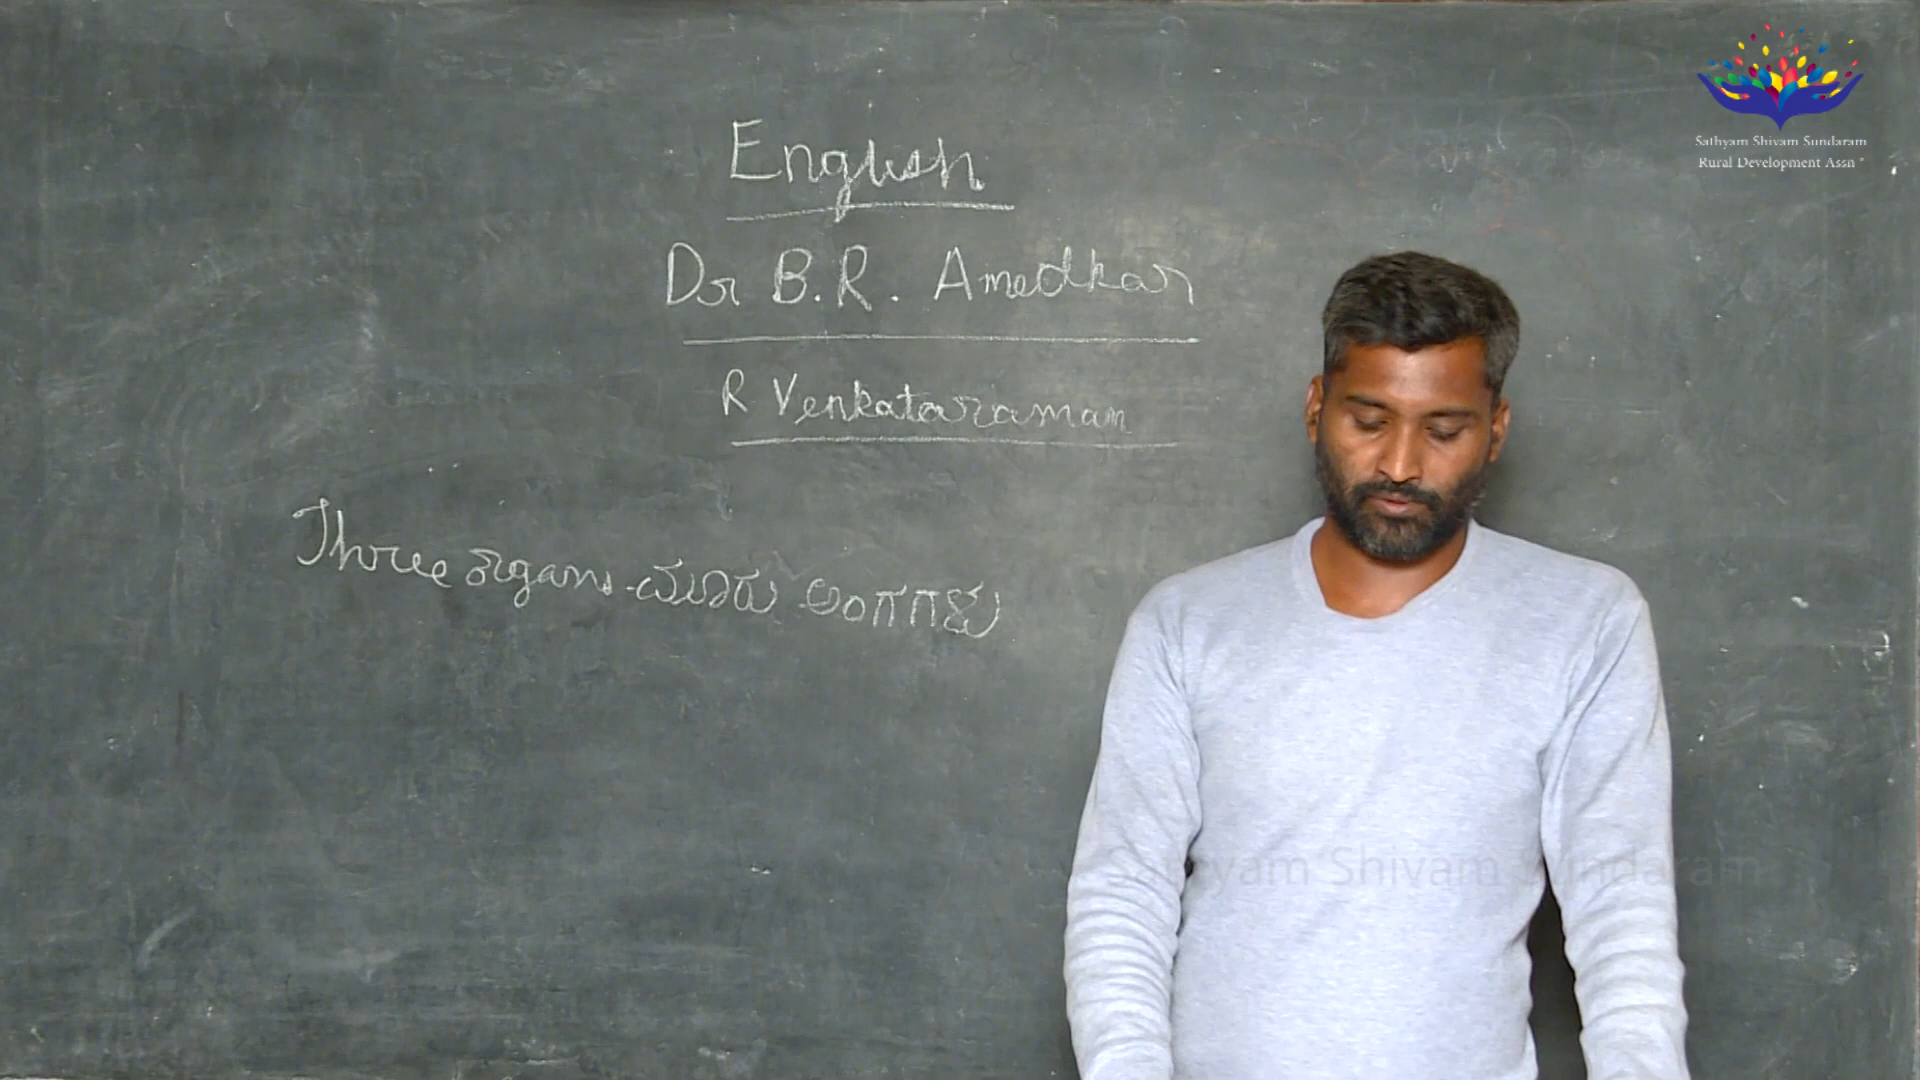 English
Dr B.R. Amedkar
R Venkataraman
Three organs - ಮೂರು ಅಂಗಗಳು
Sathyam Shivam Sundaram
Rural Development Assn
Sathyam Shivam Sundaram